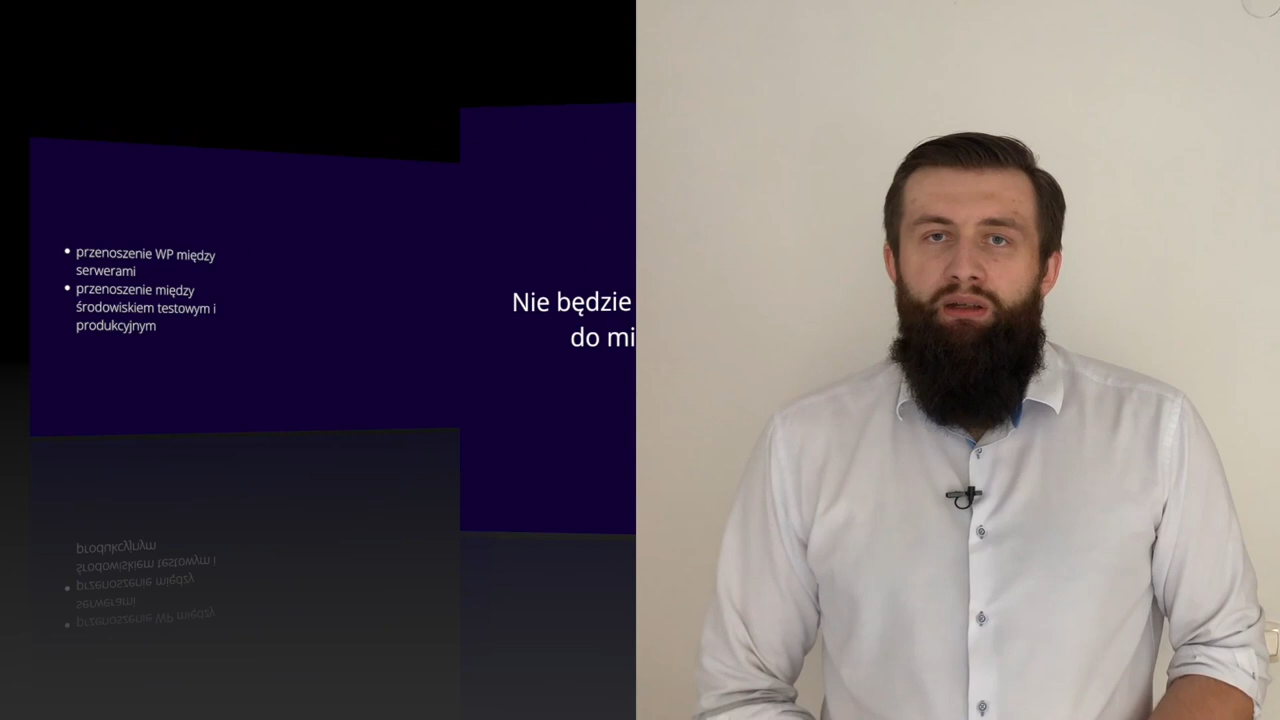 • przenoszenie WP między
serwerami
• przenoszenie między
środowiskiem testowym i
produkcyjnym
Nie będzie
do mi